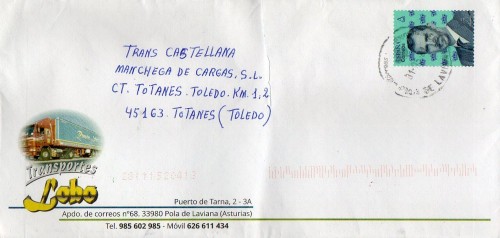 TRANS CASTELLANA
MANCHEGA DE CARGAS, S.L
CT. TOTANES. TOLEDO. KM. 1,2
45163. TOTANES (TOLEDO)
Transportes
Lobo
Puerto de Tarna, 2 - 3A
Apdo. de correos nº68. 33980 Pola de Laviana (Asturias)
Tel. 985 602 985 - Móvil 626 611 434